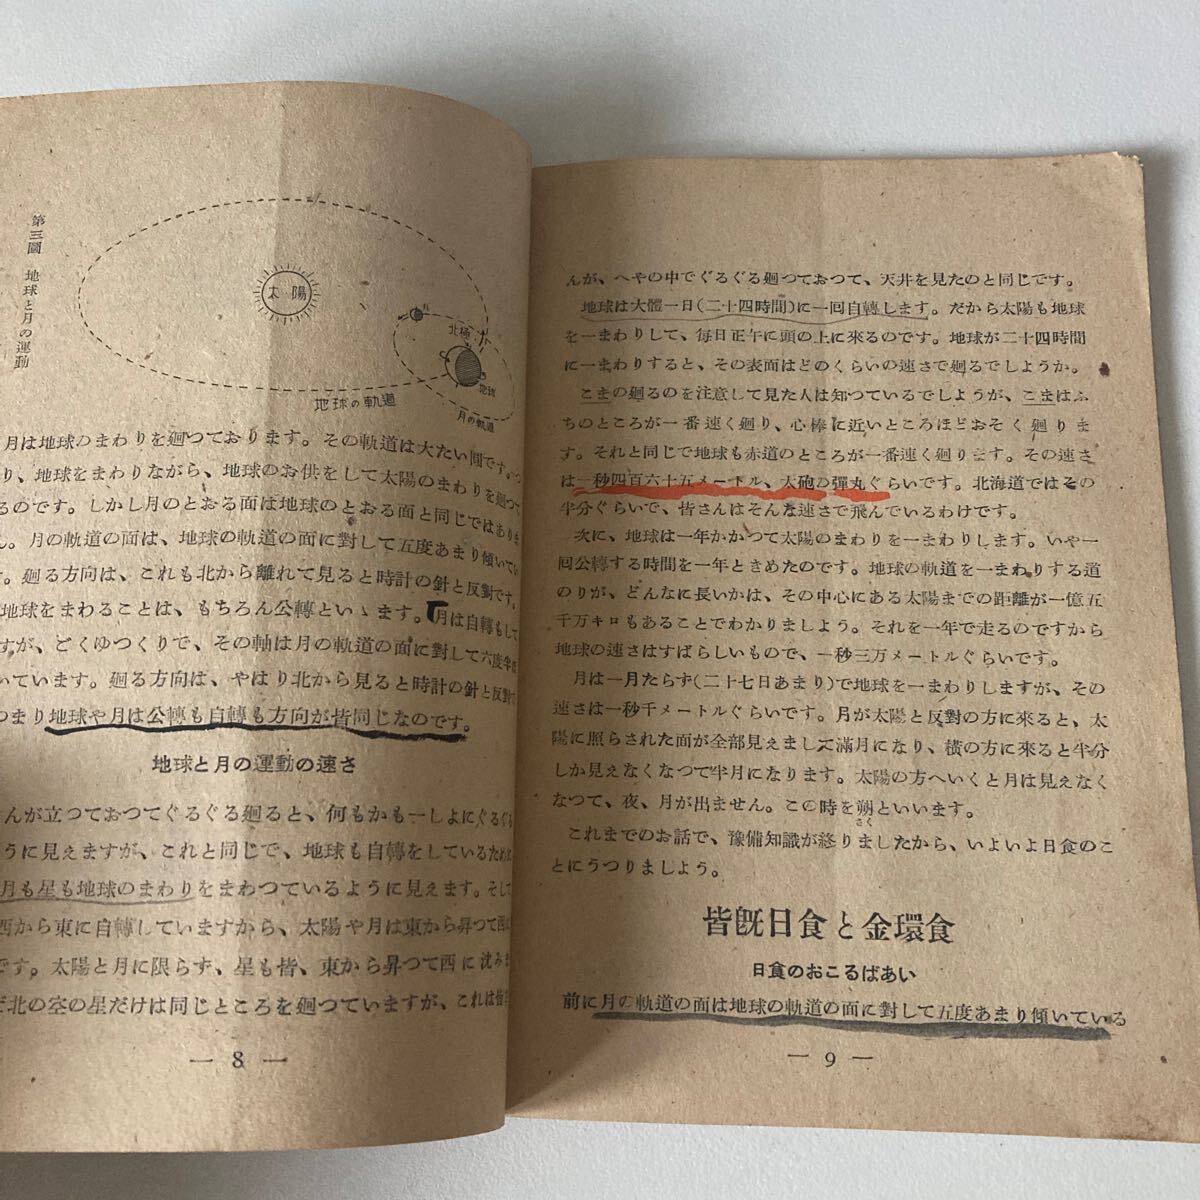 第三圖 地球と月の運動
太陽
月
北極
地球
地球の軌道
月の軌道
月は地球のまわりを廻つております。その軌道は大たい圓です。つ
り、地球をまわりながら、地球のお供をして太陽のまわりを廻つて
るのです。しかし月のとおる面は地球のとおる面と同じではありま
ん。月の軌道の面は、地球の軌道の面に對して五度あまり傾いてい
す。廻る方向は、これも北から離れて見ると時計の針と反對です。
地球をまわることは、もちろん公轉といゝます。月は自轉もして
すが、ごくゆつくりで、その軸は月の軌道の面に對して六度半
いています。廻る方向は、やはり北から見ると時計の針と反對
つまり地球や月は公轉も自轉も方向が皆同じなのです。
地球と月の運動の速さ
さんが立つておつてぐるぐる廻ると、何もかも一しよにぐるぐる
うに見えますが、これと同じで、地球も自轉をしているために
月も星も地球のまわりをまわつているように見えます。そして
西から東に自轉していますから、太陽や月は東から昇つて西に
です。太陽と月に限らず、星も皆、東から昇つて西に沈みま
だ北の空の星だけは同じところを廻つていますが、これは皆さ
— 8 —
んが、へやの中でぐるぐる廻つておつて、天井を見たのと同じです。
地球は大體一日(二十四時間)に一回自轉します。だから太陽も地球
を一まわりして、毎日正午に頭の上に來るのです。地球が二十四時間
に一まわりすると、その表面はどのくらいの速さで廻るでしようか。
こまの廻るのを注意して見た人は知つているでしようが、こまはふ
ちのところが一番速く廻り、心棒に近いところほどおそく廻りま
す。それと同じで地球も赤道のところが一番速く廻ります。その速さ
は一秒四百六十五メートル、大砲の彈丸ぐらいです。北海道ではその
半分ぐらいで、皆さんはそんな速さで飛んでいるわけです。
次に、地球は一年かかつて太陽のまわりを一まわりします。いや一
回公轉する時間を一年ときめたのです。地球の軌道を一まわりする道
のりが、どんなに長いかは、その中心にある太陽までの距離が一億五
千万キロもあることでわかりましよう。それを一年で走るのですから
地球の速さはすばらしいもので、一秒三万メートルぐらいです。
月は一月たらず(二十七日あまり)で地球を一まわりしますが、その
速さは一秒千メートルぐらいです。月が太陽と反對の方に來ると、太
陽に照らされた面が全部見えまして滿月になり、横の方に來ると半分
しか見えなくなつて半月になります。太陽の方へいくと月は見えなく
なつて、夜、月が出ません。この時を朔といいます。
さく
これまでのお話で、豫備知識が終りましたから、いよいよ日食のこ
とにうつりましよう。
皆旣日食と金環食
日食のおこるばあい
前に月の軌道の面は地球の軌道の面に對して五度あまり傾いている
— 9 —